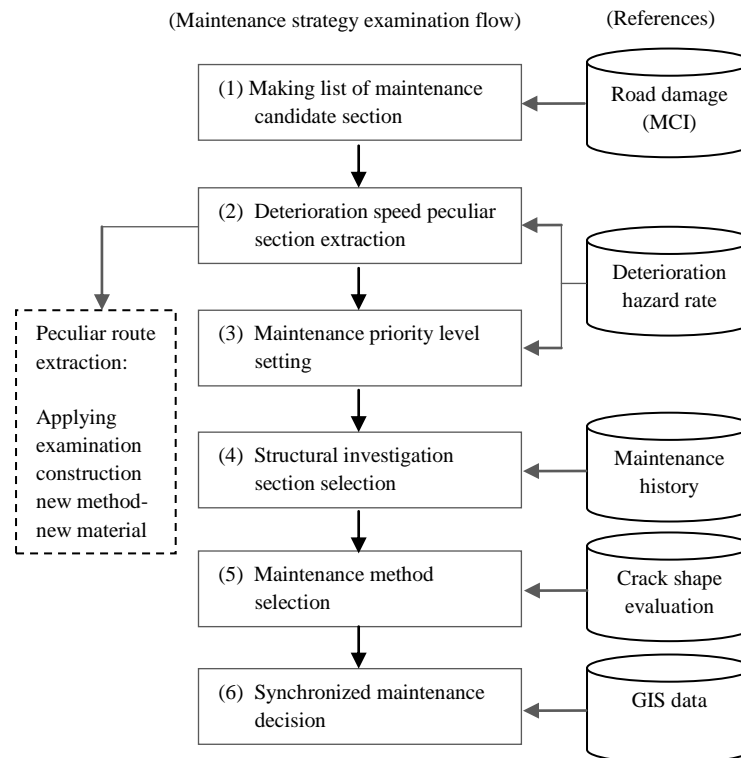 (Maintenance strategy examination flow)
(References)
(1) Making list of maintenance
candidate section
Road damage
(MCI)
(2) Deterioration speed peculiar
section extraction
Deterioration
hazard rate
(3) Maintenance priority level
setting
Peculiar route
extraction:
Applying
examination
construction
new method-
new material
(4) Structural investigation
section selection
Maintenance
history
(5) Maintenance method
selection
Crack shape
evaluation
(6) Synchronized maintenance
decision
GIS data